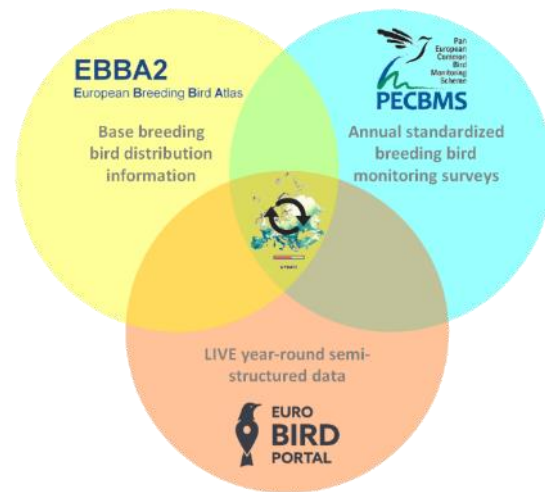 EBBA2
European Breeding Bird Atlas
Base breeding
bird distribution
information
Pan
European
Common
Bird
Monitoring
Scheme
PECBMS
Annual standardized
breeding bird
monitoring surveys
LIVE year-round semi-
structured data
EURO
BIRD
PORTAL